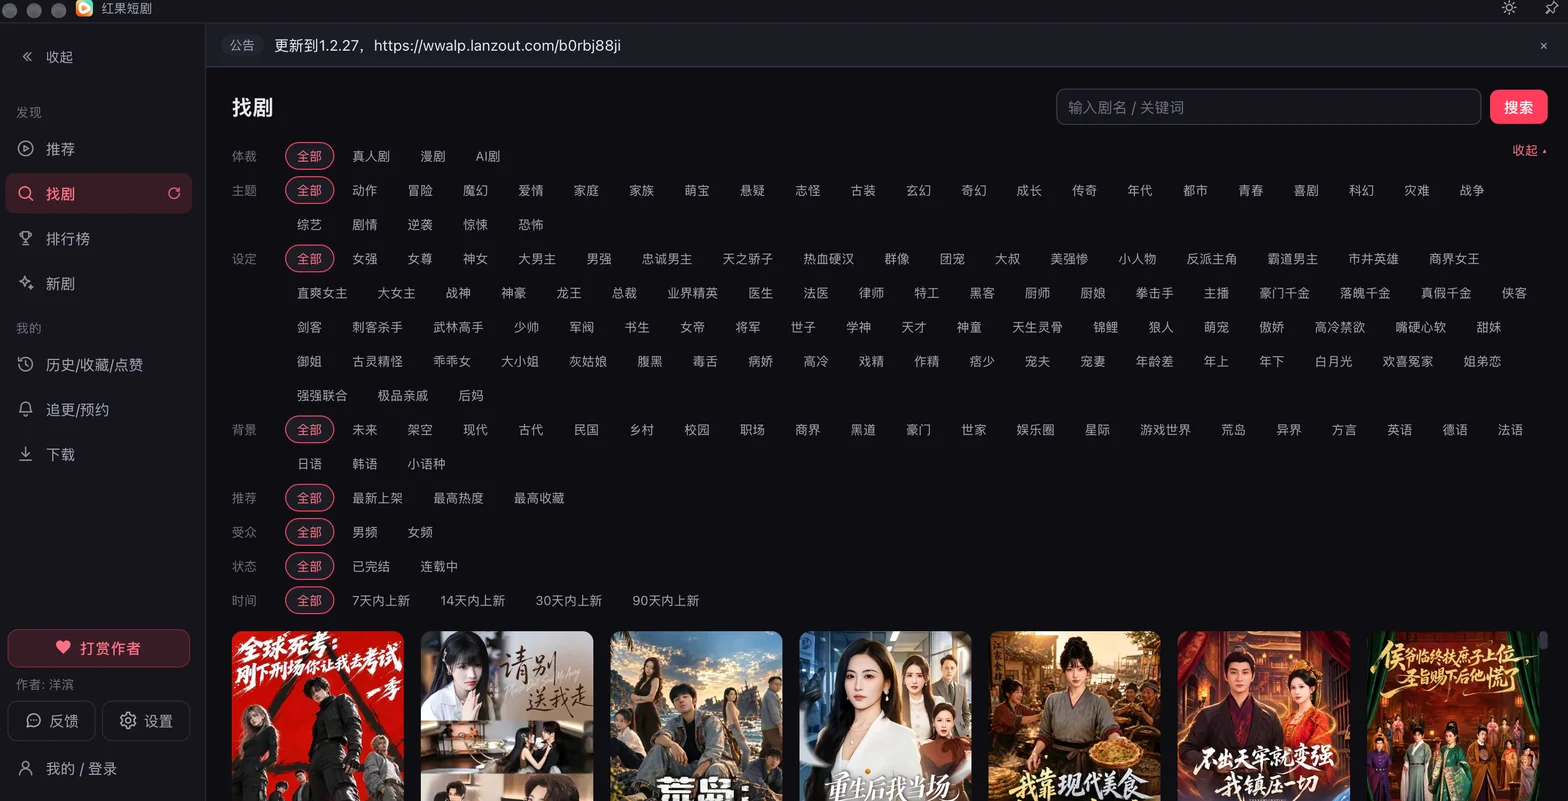 红果短剧
公告 更新到1.2.27，https://wwalp.lanzout.com/b0rbj88ji ×
收起
发现
推荐
找剧
排行榜
新剧
我的
历史/收藏/点赞
追更/预约
下载
打赏作者
作者: 洋滨
反馈 设置
我的 / 登录
找剧 输入剧名 / 关键词 搜索
收起
体裁 全部 真人剧 漫剧 AI剧
主题 全部 动作 冒险 魔幻 爱情 家庭 家族 萌宝 悬疑 志怪 古装 玄幻 奇幻 成长 传奇 年代 都市 青春 喜剧 科幻 灾难 战争
综艺 剧情 逆袭 惊悚 恐怖
设定 全部 女强 女尊 神女 大男主 男强 忠诚男主 天之骄子 热血硬汉 群像 团宠 大叔 美强惨 小人物 反派主角 霸道男主 市井英雄 商界女王
直爽女主 大女主 战神 神豪 龙王 总裁 业界精英 医生 法医 律师 特工 黑客 厨师 厨娘 拳击手 主播 豪门千金 落魄千金 真假千金 侠客
剑客 刺客杀手 武林高手 少帅 军阀 书生 女帝 将军 世子 学神 天才 神童 天生灵骨 锦鲤 狼人 萌宠 傲娇 高冷禁欲 嘴硬心软 甜妹
御姐 古灵精怪 乖乖女 大小姐 灰姑娘 腹黑 毒舌 病娇 高冷 戏精 作精 痞少 宠夫 宠妻 年龄差 年上 年下 白月光 欢喜冤家 姐弟恋
强强联合 极品亲戚 后妈
背景 全部 未来 架空 现代 古代 民国 乡村 校园 职场 商界 黑道 豪门 世家 娱乐圈 星际 游戏世界 荒岛 异界 方言 英语 德语 法语
日语 韩语 小语种
推荐 全部 最新上架 最高热度 最高收藏
受众 全部 男频 女频
状态 全部 已完结 连载中
时间 全部 7天内上新 14天内上新 30天内上新 90天内上新
全球死考：
刚下刑场你让我去考试
一季
请别
送我走
荒岛：
重生后我当场
我靠现代美食
不出天牢就变强
我镇压一切
侯爷临终扶庶子上位，
圣旨赐下后他慌了